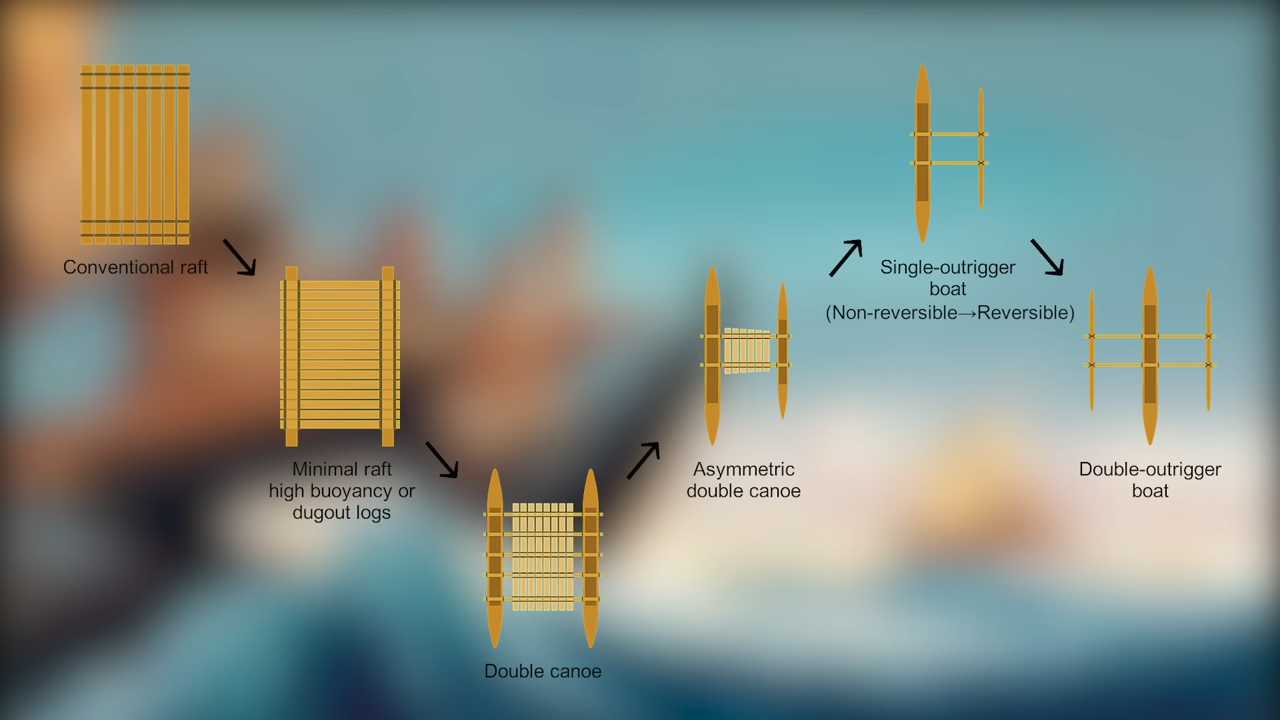 Conventional raft
Minimal raft
high buoyancy or
dugout logs
Double canoe
Asymmetric
double canoe
Single-outrigger
boat
(Non-reversible→Reversible)
Double-outrigger
boat